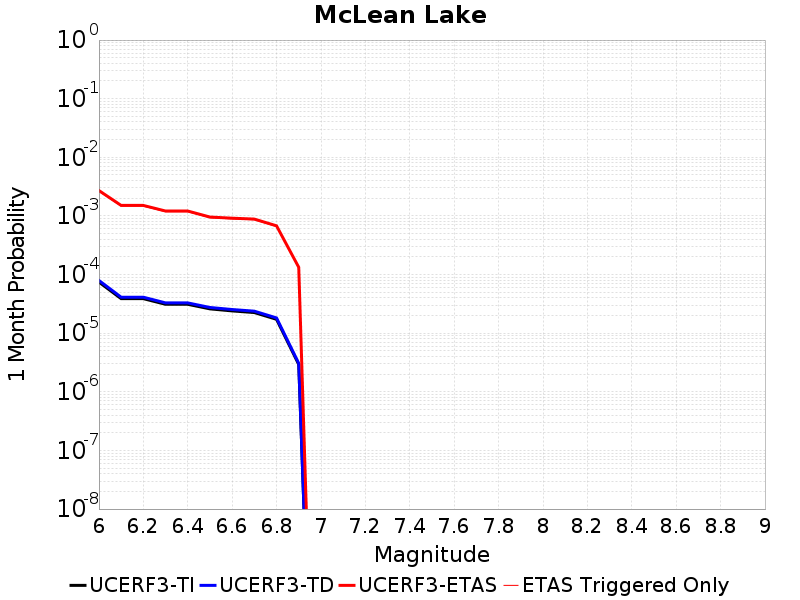 McLean Lake
1 Month Probability
10^0
10^-1
10^-2
10^-3
10^-4
10^-5
10^-6
10^-7
10^-8
6 6.2 6.4 6.6 6.8 7 7.2 7.4 7.6 7.8 8 8.2 8.4 8.6 8.8 9
Magnitude
UCERF3-TI UCERF3-TD UCERF3-ETAS ETAS Triggered Only